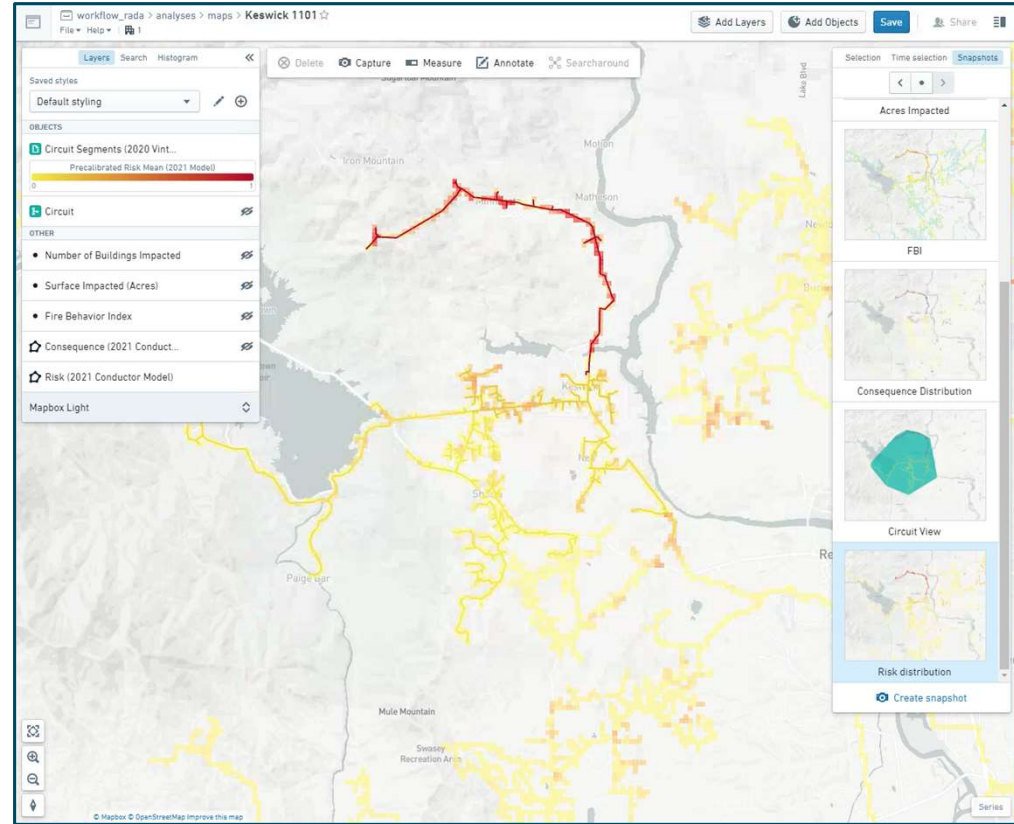 workflow_rada > analyses > maps > Keswick 1101
File Help 1
Add Layers
Add Objects
Save
Share
Layers Search Histogram
Saved styles
Default styling
OBJECTS
Circuit Segments (2020 Vint...
Precalibrated Risk Mean (2021 Model)
0 1
Circuit
OTHER
Number of Buildings Impacted
Surface Impacted (Acres)
Fire Behavior Index
Consequence (2021 Conduct...
Risk (2021 Conductor Model)
Mapbox Light
Delete Capture Measure Annotate Searcharound
Sugarloaf Mountain
Lake Blvd
Iron Mountain
Motion
Matheson
Paige Bar
Mule Mountain
Swasey
Recreation Area
© Mapbox © OpenStreetMap Improve this map
Selection Time selection Snapshots
Acres Impacted
FBI
Consequence Distribution
Circuit View
Risk distribution
Create snapshot
Series